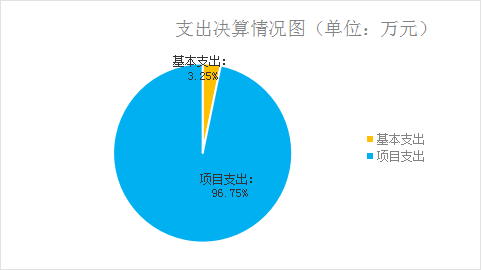 支出决算情况图（单位：万元）
基本支出：
3.25%
项目支出：
96.75%
基本支出
项目支出